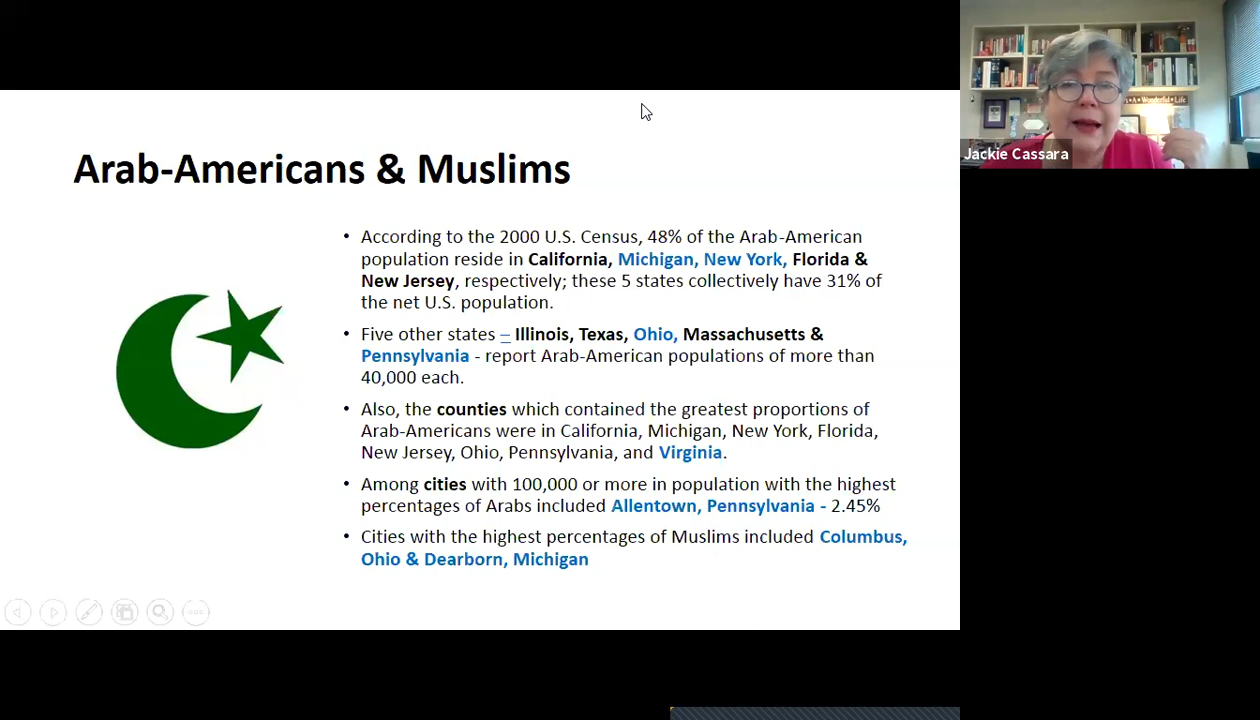 Arab-Americans & Muslims
• According to the 2000 U.S. Census, 48% of the Arab-American
population reside in California, Michigan, New York, Florida &
New Jersey, respectively; these 5 states collectively have 31% of
the net U.S. population.
• Five other states – Illinois, Texas, Ohio, Massachusetts &
Pennsylvania - report Arab-American populations of more than
40,000 each.
• Also, the counties which contained the greatest proportions of
Arab-Americans were in California, Michigan, New York, Florida,
New Jersey, Ohio, Pennsylvania, and Virginia.
• Among cities with 100,000 or more in population with the highest
percentages of Arabs included Allentown, Pennsylvania - 2.45%
• Cities with the highest percentages of Muslims included Columbus,
Ohio & Dearborn, Michigan
A Wonderful Life
Jackie Cassara